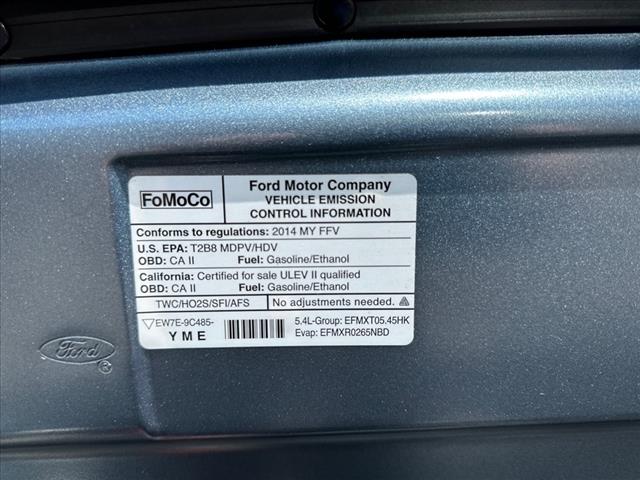 FoMoCo
Ford Motor Company
VEHICLE EMISSION
CONTROL INFORMATION
Conforms to regulations: 2014 MY FFV
U.S. EPA: T2B8 MDPV/HDV
OBD: CA II Fuel: Gasoline/Ethanol
California: Certified for sale ULEV II qualified
OBD: CA II Fuel: Gasoline/Ethanol
TWC/HO2S/SFI/AFS No adjustments needed.
EW7E-9C485-
YME
5.4L-Group: EFMXT05.45HK
Evap: EFMXR0265NBD
Ford ®